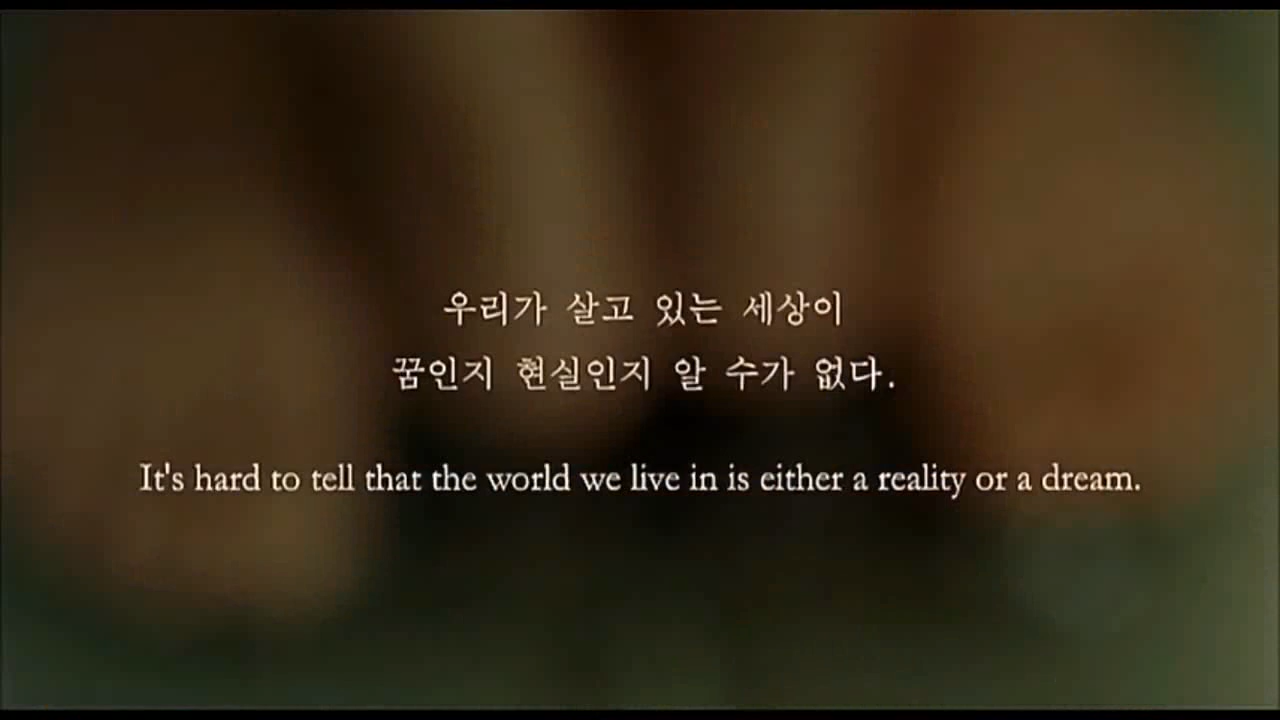 우리가 살고 있는 세상이
꿈인지 현실인지 알 수가 없다.
It's hard to tell that the world we live in is either a reality or a dream.